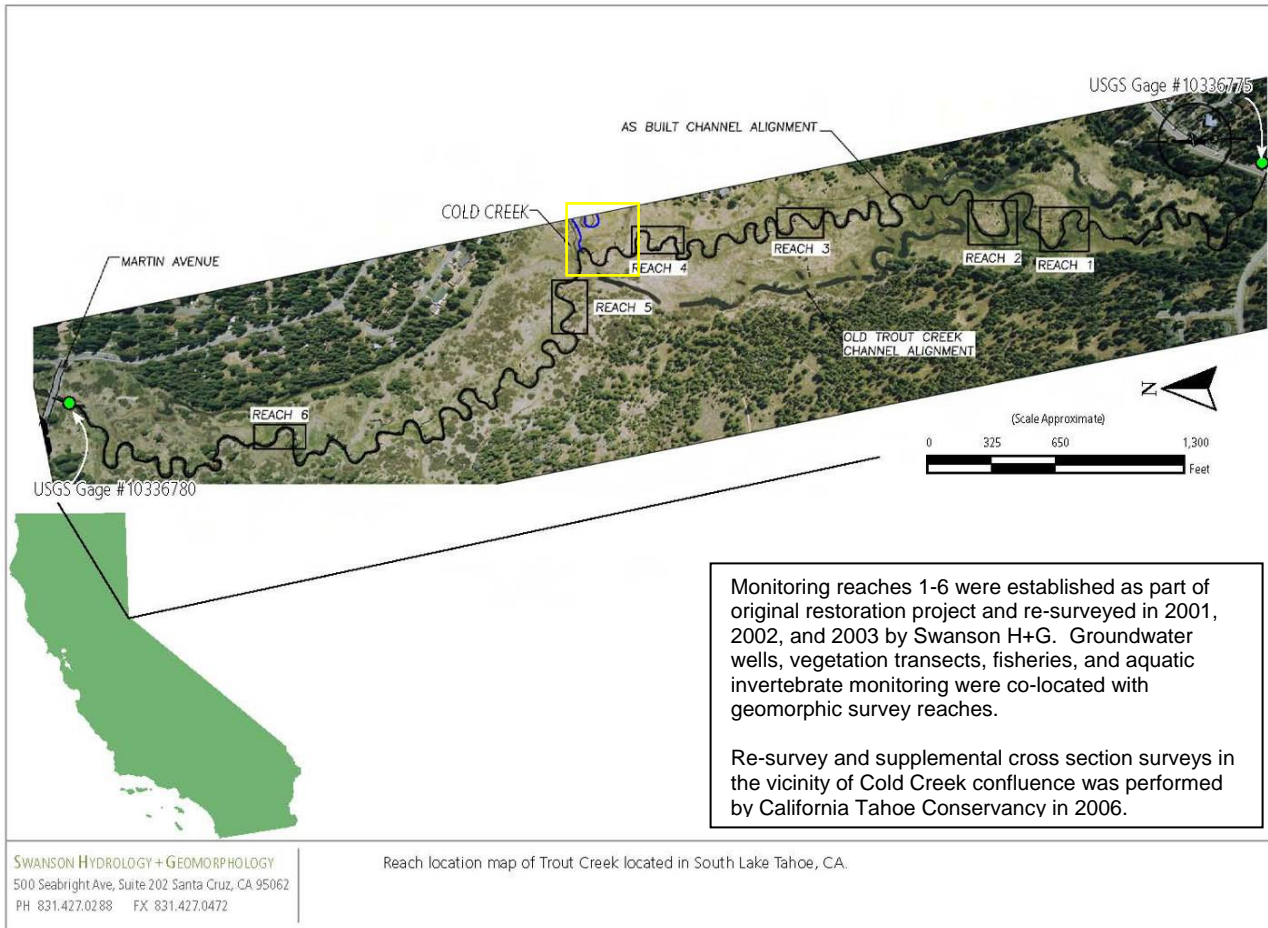 USGS Gage #10336775
AS BUILT CHANNEL ALIGNMENT
COLD CREEK
MARTIN AVENUE
REACH 4
REACH 3
REACH 2
REACH 1
REACH 5
OLD TROUT CREEK
CHANNEL ALIGNMENT
REACH 6
USGS Gage #10336780
N
(Scale Approximate)
0 325 650 1,300
Feet
Monitoring reaches 1-6 were established as part of
original restoration project and re-surveyed in 2001,
2002, and 2003 by Swanson H+G. Groundwater
wells, vegetation transects, fisheries, and aquatic
invertebrate monitoring were co-located with
geomorphic survey reaches.
Re-survey and supplemental cross section surveys in
the vicinity of Cold Creek confluence was performed
by California Tahoe Conservancy in 2006.
SWANSON HYDROLOGY + GEOMORPHOLOGY
500 Seabright Ave, Suite 202 Santa Cruz, CA 95062
PH 831.427.0288 FX 831.427.0472
Reach location map of Trout Creek located in South Lake Tahoe, CA.